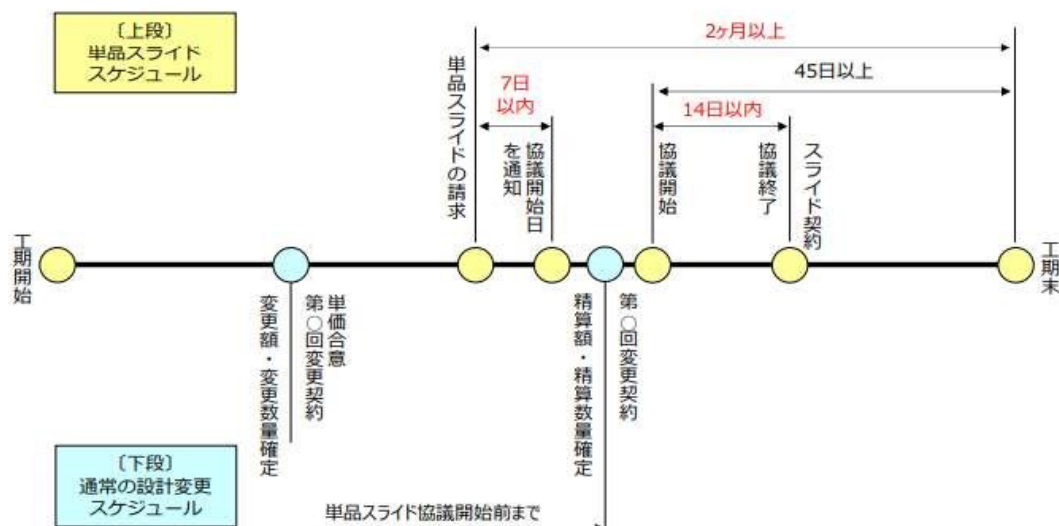 〔上段〕
単品スライド
スケジュール
2ヶ月以上
45日以上
7日
以内
14日以内
単品スライドの請求
協議開始日
を通知
協議開始
協議終了
スライド契約
工期開始
工期末
単価合意
第○回変更契約
変更額・変更数量確定
第○回変更契約
精算額・精算数量確定
〔下段〕
通常の設計変更
スケジュール
単品スライド協議開始前まで